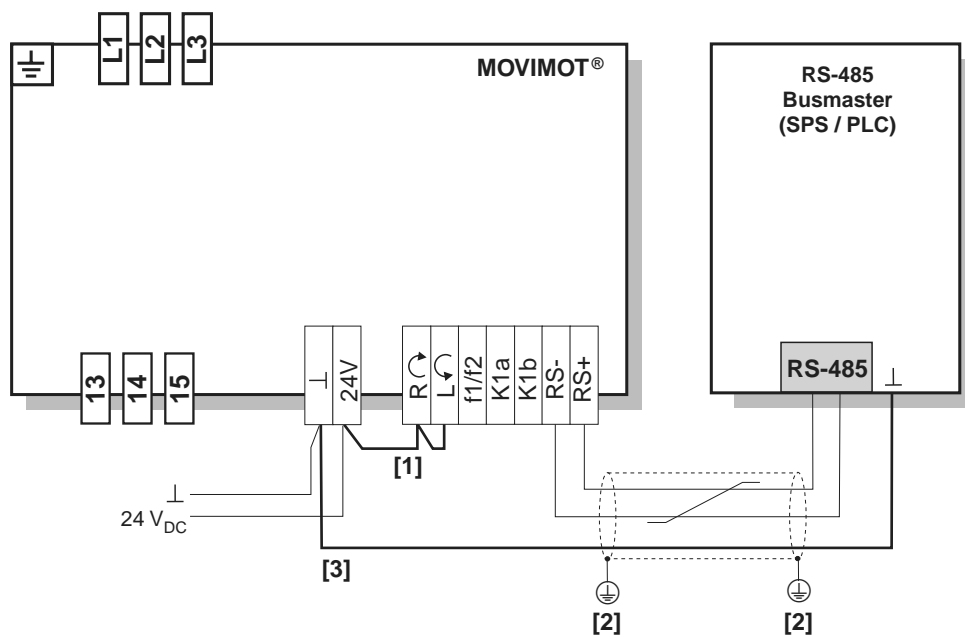 L1
L2
L3
MOVIMOT®
RS-485
Busmaster
(SPS / PLC)
13
14
15
⊥
24V
R
L
f1/f2
K1a
K1b
RS-
RS+
RS-485
⊥
[1]
⊥
24 VDC
[3]
[2]
[2]